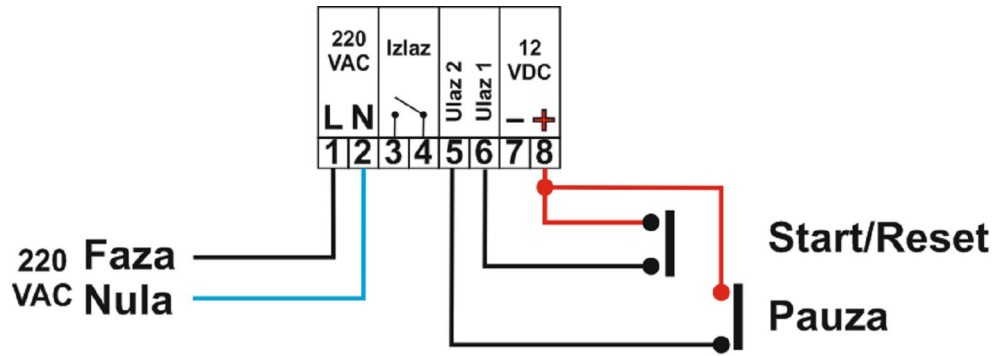 220 VAC
Izlaz
Ulaz 2
Ulaz 1
12 VDC
L N
− +
1 2 3 4 5 6 7 8
220 VAC
Faza
Nula
Start/Reset
Pauza